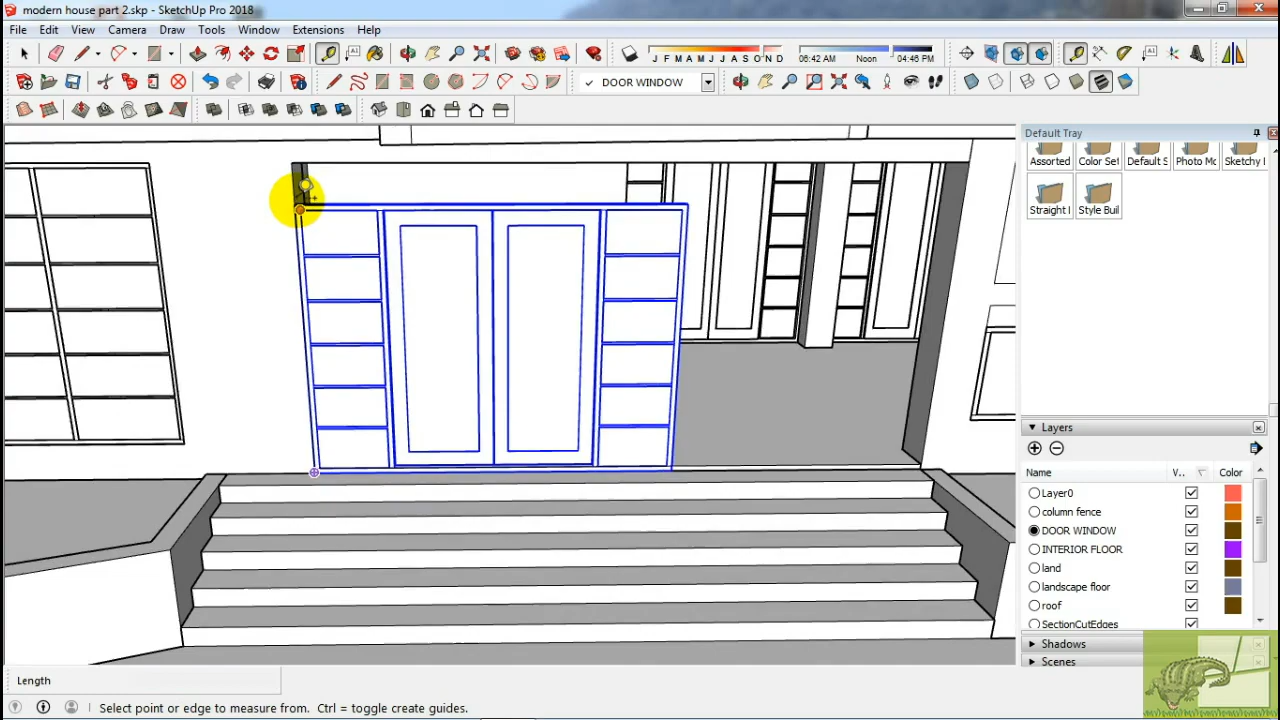 modern house part 2.skp - SketchUp Pro 2018
File Edit View Camera Draw Tools Window Extensions Help
J F M A M J J A S O N D 06:42 AM Noon 04:46 PM
✓ DOOR WINDOW
Default Tray
Assorted Color Se Default S Photo Mo Sketchy
Straight l Style Buil
Layers
Name V.. Color
Layer0
column fence
DOOR WINDOW
INTERIOR FLOOR
land
landscape floor
roof
SectionCutEdges
Shadows
Scenes
Length
Select point or edge to measure from. Ctrl = toggle create guides.